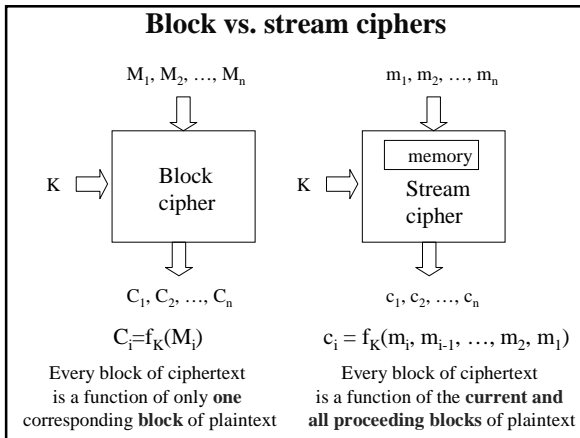 Block vs. stream ciphers
M₁, M₂, …, Mₙ
K
Block
cipher
C₁, C₂, …, Cₙ
Cᵢ=f_K(Mᵢ)
Every block of ciphertext
is a function of only one
corresponding block of plaintext
m₁, m₂, …, mₙ
K
memory
Stream
cipher
c₁, c₂, …, cₙ
cᵢ = f_K(mᵢ, mᵢ₋₁, …, m₂, m₁)
Every block of ciphertext
is a function of the current and
all proceeding blocks of plaintext